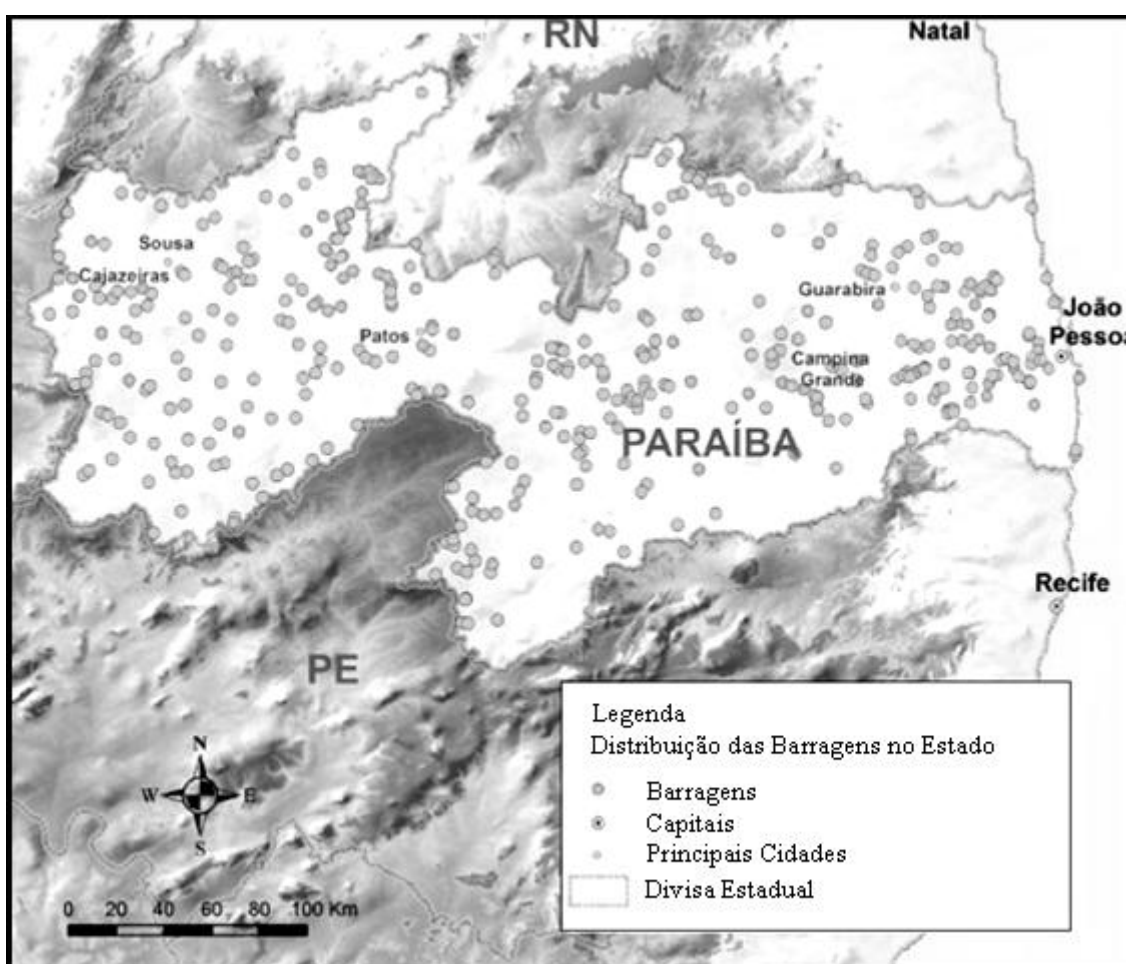 RN
Natal
Sousa
Cajazeiras
Guarabira
João
Pessoa
Patos
Campina
Grande
PARAÍBA
Recife
PE
Legenda
Distribuição das Barragens no Estado
Barragens
Capitais
Principais Cidades
Divisa Estadual
N
W E
S
0 20 40 60 80 100 Km